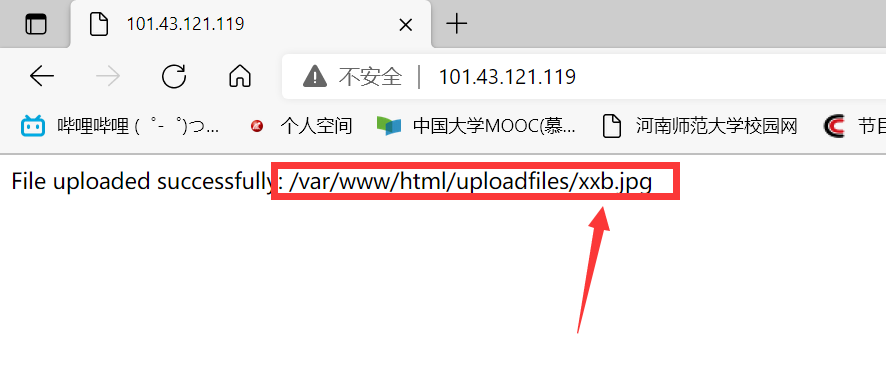 101.43.121.119
不安全 101.43.121.119
哔哩哔哩 (゜-゜)つ... 个人空间 中国大学MOOC(慕... 河南师范大学校园网 节目
File uploaded successfully: /var/www/html/uploadfiles/xxb.jpg